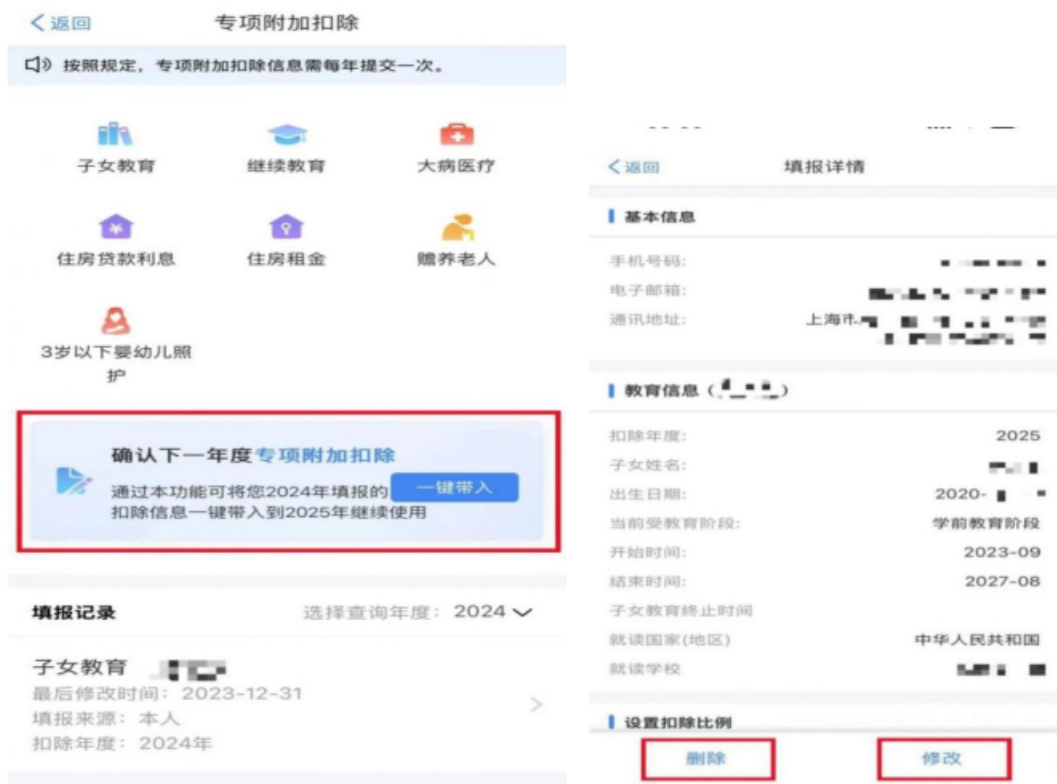 返回
专项附加扣除
按照规定，专项附加扣除信息需每年提交一次。
子女教育
继续教育
大病医疗
住房贷款利息
住房租金
赡养老人
3岁以下婴幼儿照
护
确认下一年度专项附加扣除
通过本功能可将您2024年填报的
扣除信息一键带入到2025年继续使用
一键带入
填报记录
选择查询年度：2024
子女教育
最后修改时间：2023-12-31
填报来源：本人
扣除年度：2024年
返回
填报详情
基本信息
手机号码:
电子邮箱:
通讯地址:
上海市
教育信息（ ）
扣除年度:
2025
子女姓名:
出生日期:
2020-
当前受教育阶段:
学前教育阶段
开始时间:
2023-09
结束时间:
2027-08
子女教育终止时间
就读国家(地区)
中华人民共和国
就读学校
设置扣除比例
删除
修改